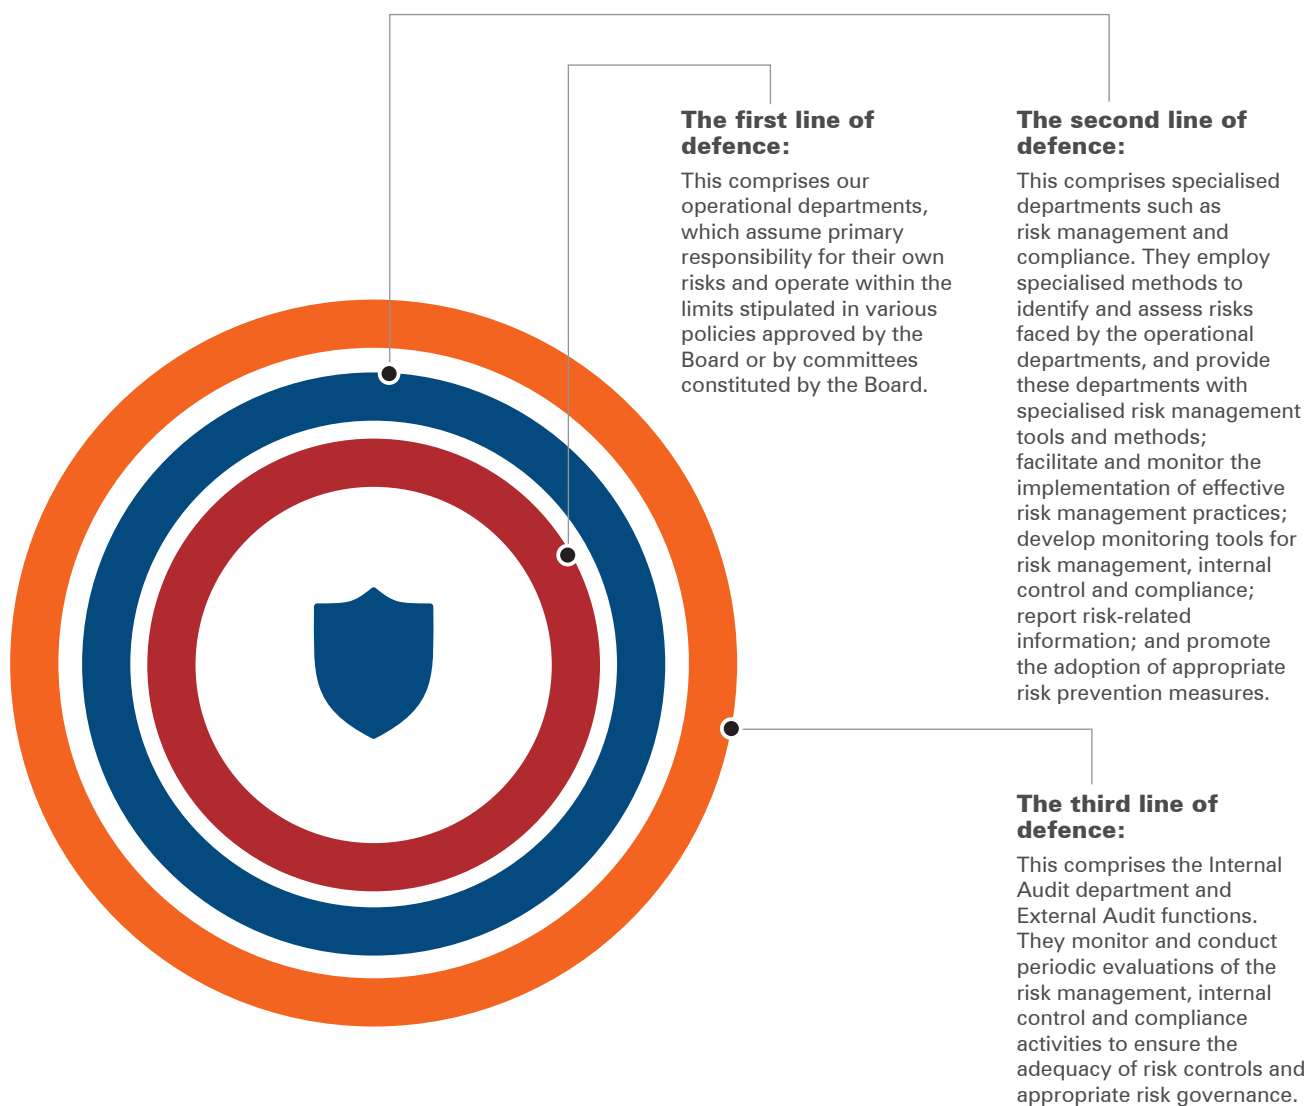 The first line of
defence:
This comprises our
operational departments,
which assume primary
responsibility for their own
risks and operate within the
limits stipulated in various
policies approved by the
Board or by committees
constituted by the Board.
The second line of
defence:
This comprises specialised
departments such as
risk management and
compliance. They employ
specialised methods to
identify and assess risks
faced by the operational
departments, and provide
these departments with
specialised risk management
tools and methods;
facilitate and monitor the
implementation of effective
risk management practices;
develop monitoring tools for
risk management, internal
control and compliance;
report risk-related
information; and promote
the adoption of appropriate
risk prevention measures.
The third line of
defence:
This comprises the Internal
Audit department and
External Audit functions.
They monitor and conduct
periodic evaluations of the
risk management, internal
control and compliance
activities to ensure the
adequacy of risk controls and
appropriate risk governance.